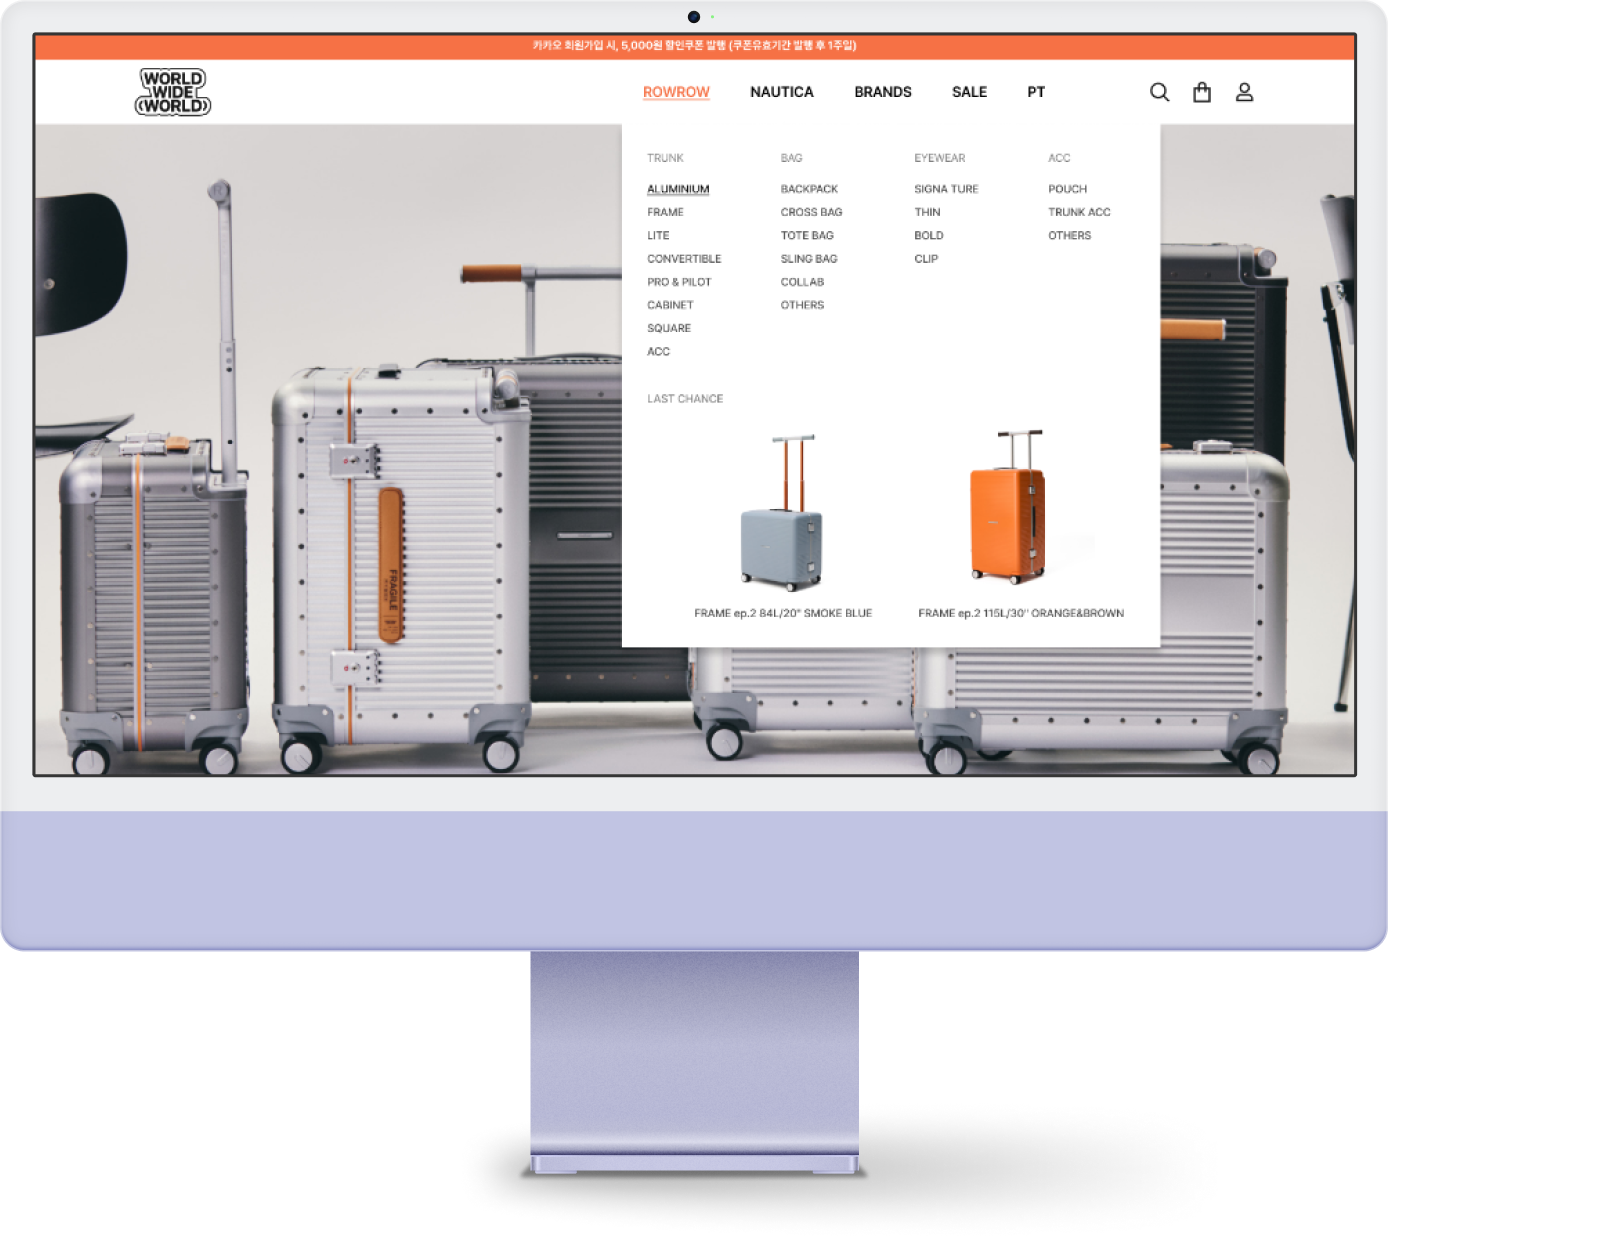 카카오 회원가입 시, 5,000원 할인쿠폰 발행 (쿠폰유효기간 발행 후 1주일)
WORLD
WIDE
(WORLD)
ROWROW NAUTICA BRANDS SALE PT
TRUNK BAG EYEWEAR ACC
ALUMINIUM BACKPACK SIGNA TURE POUCH
FRAME CROSS BAG THIN TRUNK ACC
LITE TOTE BAG BOLD OTHERS
CONVERTIBLE SLING BAG CLIP
PRO & PILOT COLLAB
CABINET OTHERS
SQUARE
ACC
LAST CHANCE
FRAME ep.2 84L/20" SMOKE BLUE FRAME ep.2 115L/30" ORANGE&BROWN
FRAGILE